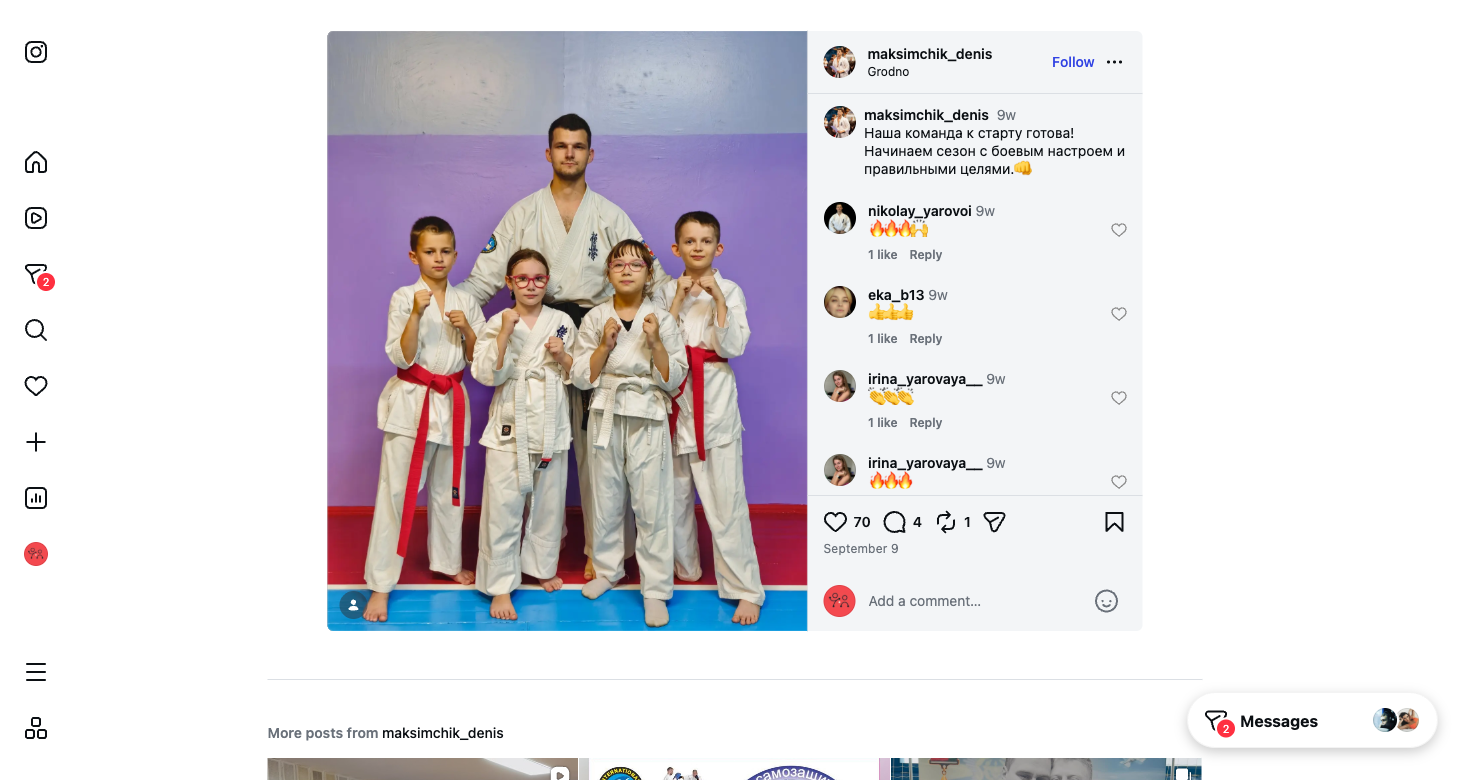 maksimchik_denis
Grodno
Follow
maksimchik_denis 9w
Наша команда к старту готова!
Начинаем сезон с боевым настроем и
правильными целями.👊
nikolay_yarovoi 9w
🔥🔥🔥🙌
1 like Reply
eka_b13 9w
👍👍👍
1 like Reply
irina_yarovaya__ 9w
👏👏👏
1 like Reply
irina_yarovaya__ 9w
🔥🔥🔥
70 4 1
September 9
Add a comment...
2
More posts from maksimchik_denis
2 Messages
INTERNATIONAL
САМОЗАЩИ